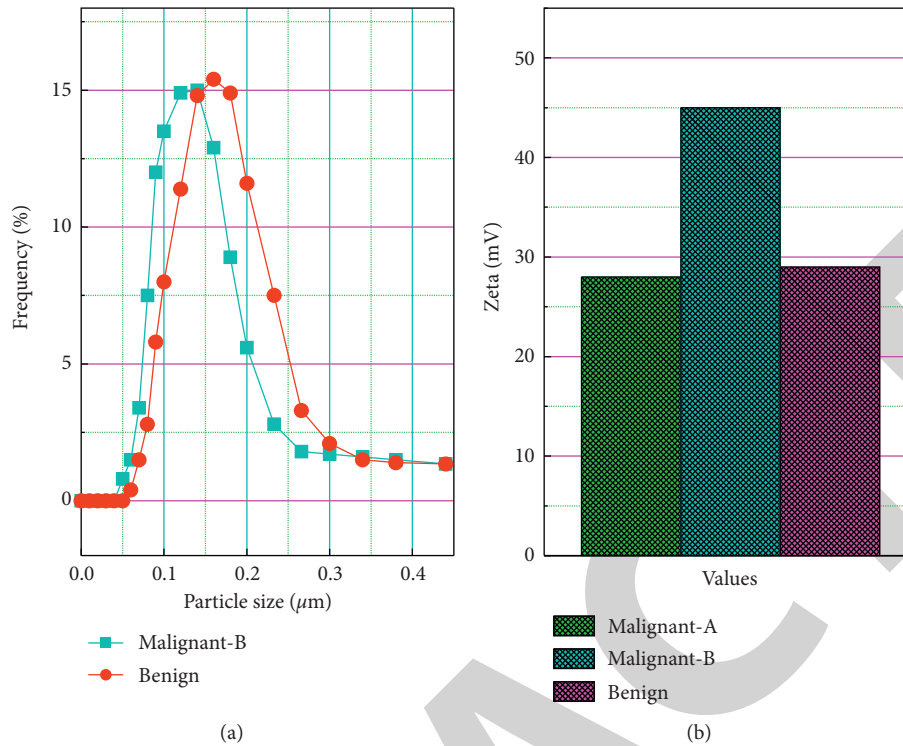 15
10
5
0
Frequency (%)
0.0 0.1 0.2 0.3 0.4
Particle size (μm)
Malignant-B
Benign
(a)
50
40
30
20
10
0
Zeta (mV)
Values
Malignant-A
Malignant-B
Benign
(b)